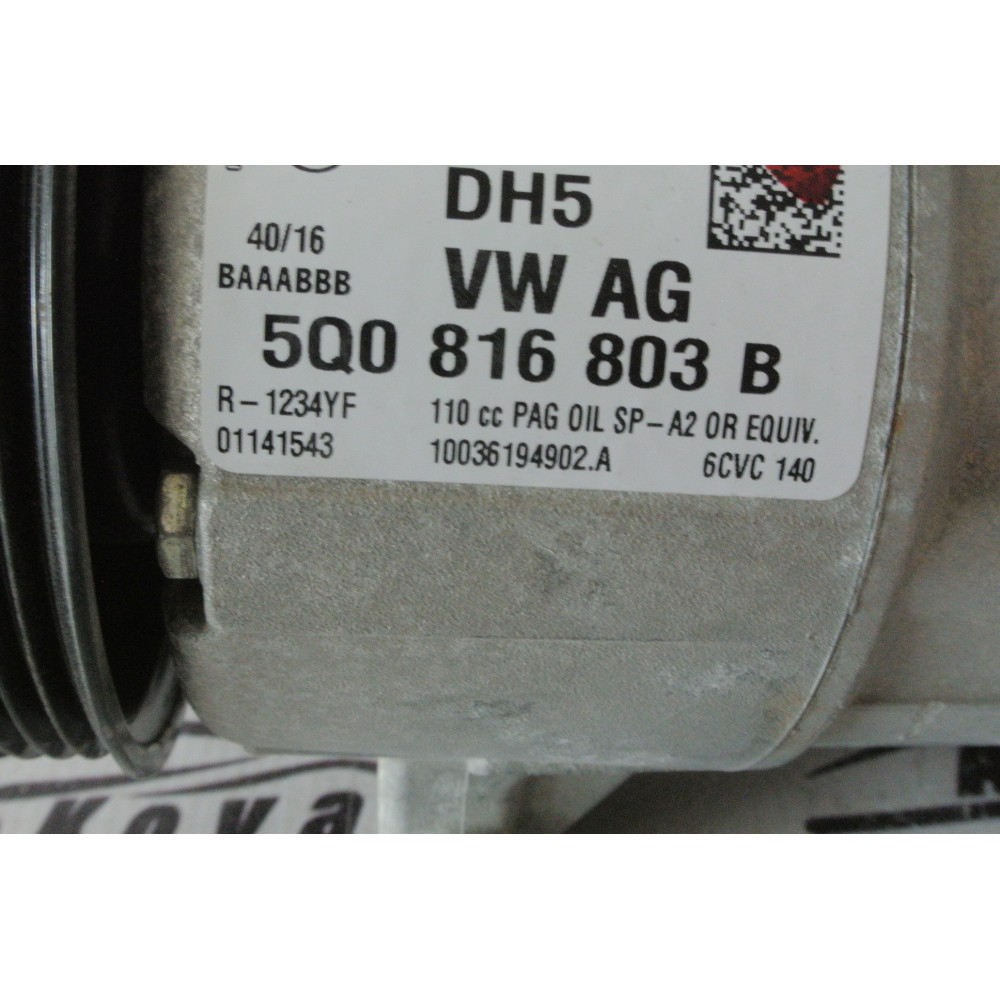 DH5
40/16
BAAABBB
VW AG
5Q0 816 803 B
R-1234YF
110 cc PAG OIL SP-A2 OR EQUIV.
01141543
10036194902.A
6CVC 140